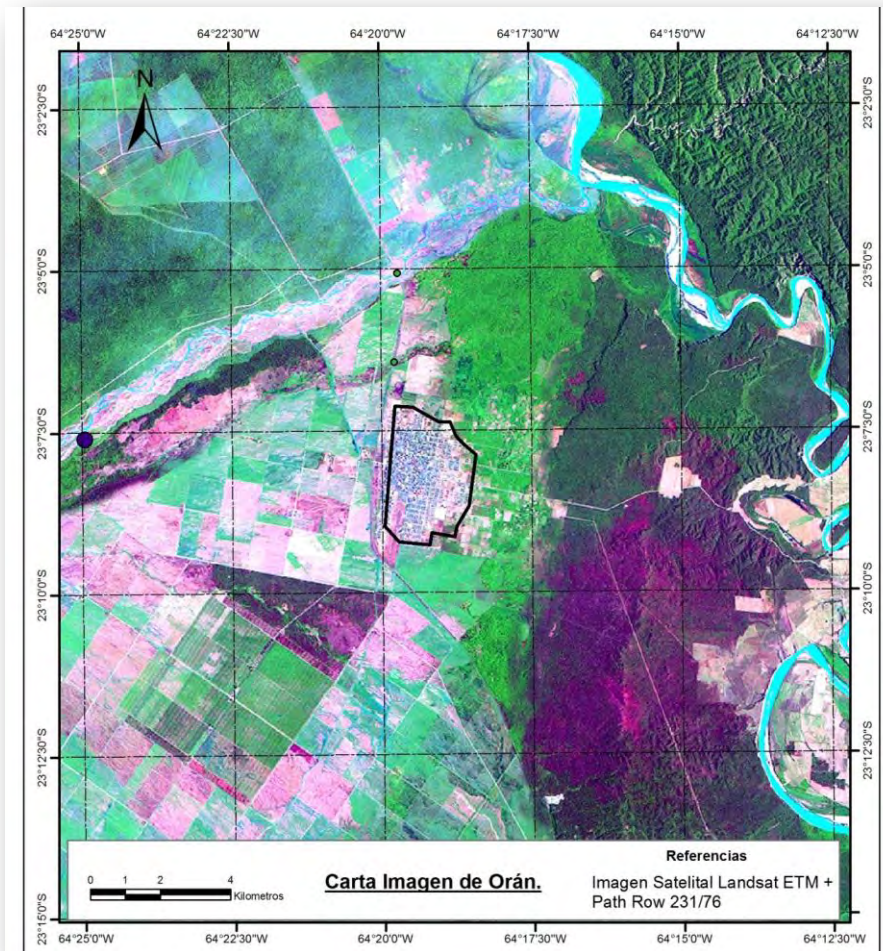 64°25'0"W 64°22'30"W 64°20'0"W 64°17'30"W 64°15'0"W 64°12'30"W
N
23°2'30"S 23°2'30"S
23°5'0"S 23°5'0"S
23°7'30"S 23°7'30"S
23°10'0"S 23°10'0"S
23°12'30"S 23°12'30"S
23°15'0"S
Referencias
0 1 2 4
Kilometros
Carta Imagen de Orán.
Imagen Satelital Landsat ETM +
Path Row 231/76
64°25'0"W 64°22'30"W 64°20'0"W 64°17'30"W 64°15'0"W 64°12'30"W